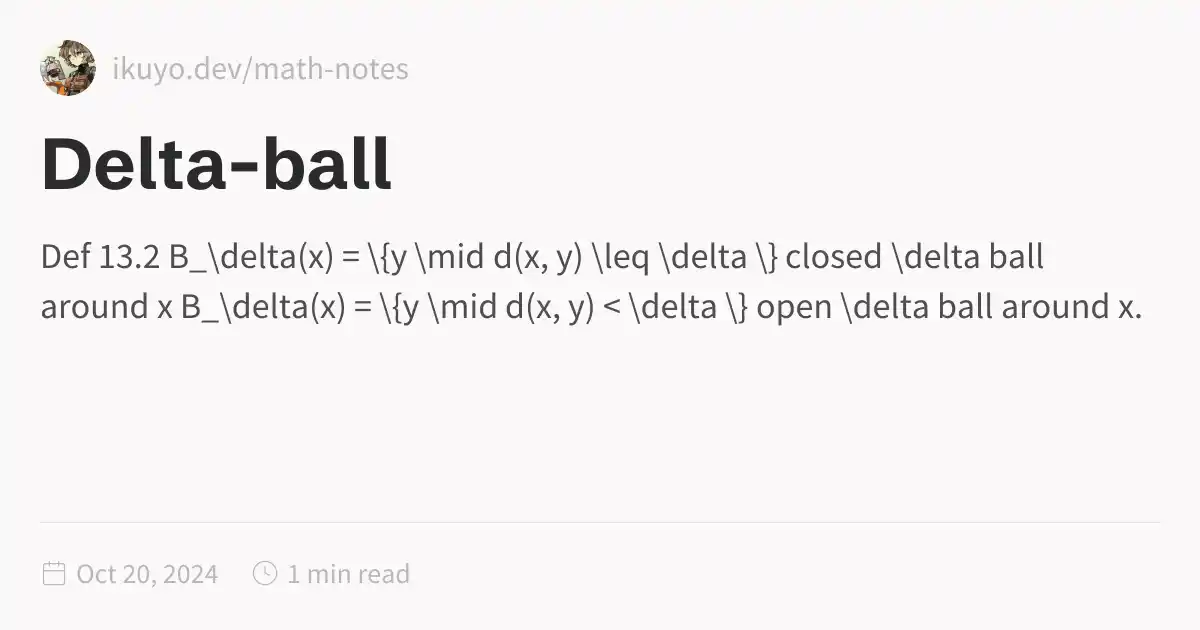 ikuyo.dev/math-notes
Delta-ball
Def 13.2 B_\delta(x) = \{y \mid d(x, y) \leq \delta \} closed \delta ball
around x B_\delta(x) = \{y \mid d(x, y) < \delta \} open \delta ball around x.
Oct 20, 2024 1 min read